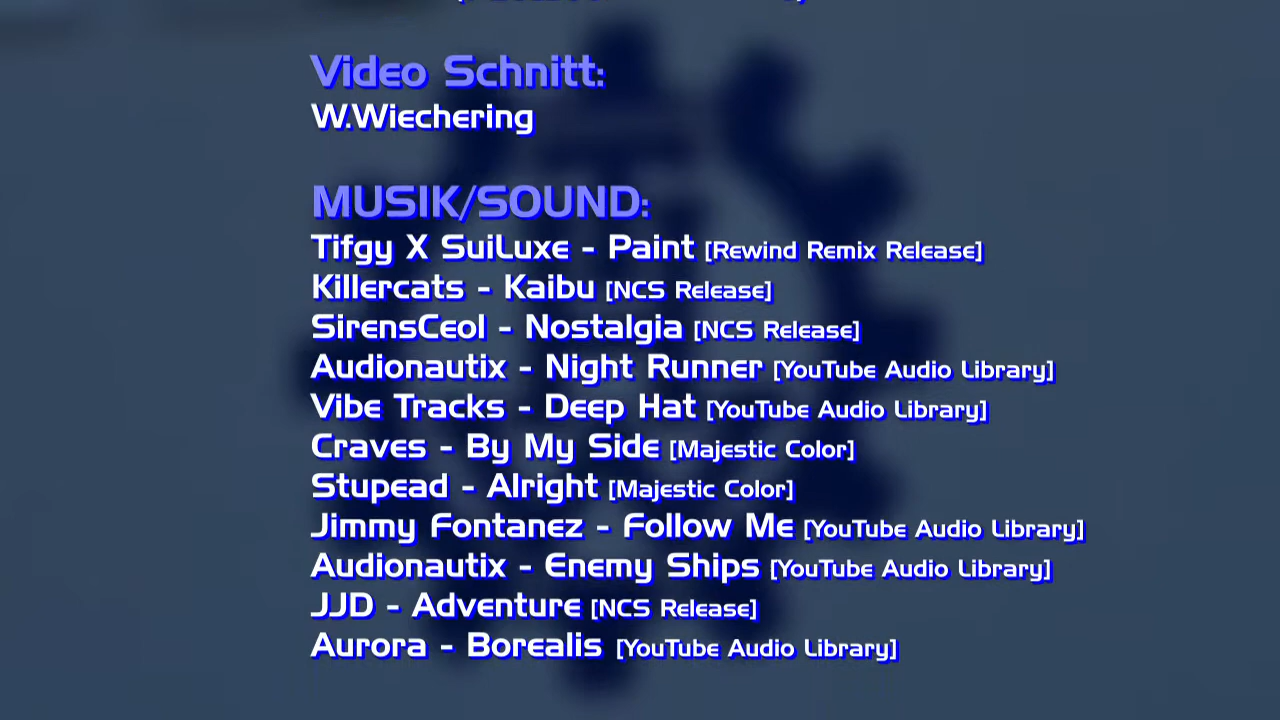 Video Schnitt:
W.Wiechering
MUSIK/SOUND:
Tifgy X SuiLuxe - Paint [Rewind Remix Release]
Killercats - Kaibu [NCS Release]
SirensCeol - Nostalgia [NCS Release]
Audionautix - Night Runner [YouTube Audio Library]
Vibe Tracks - Deep Hat [YouTube Audio Library]
Craves - By My Side [Majestic Color]
Stupead - Alright [Majestic Color]
Jimmy Fontanez - Follow Me [YouTube Audio Library]
Audionautix - Enemy Ships [YouTube Audio Library]
JJD - Adventure [NCS Release]
Aurora - Borealis [YouTube Audio Library]